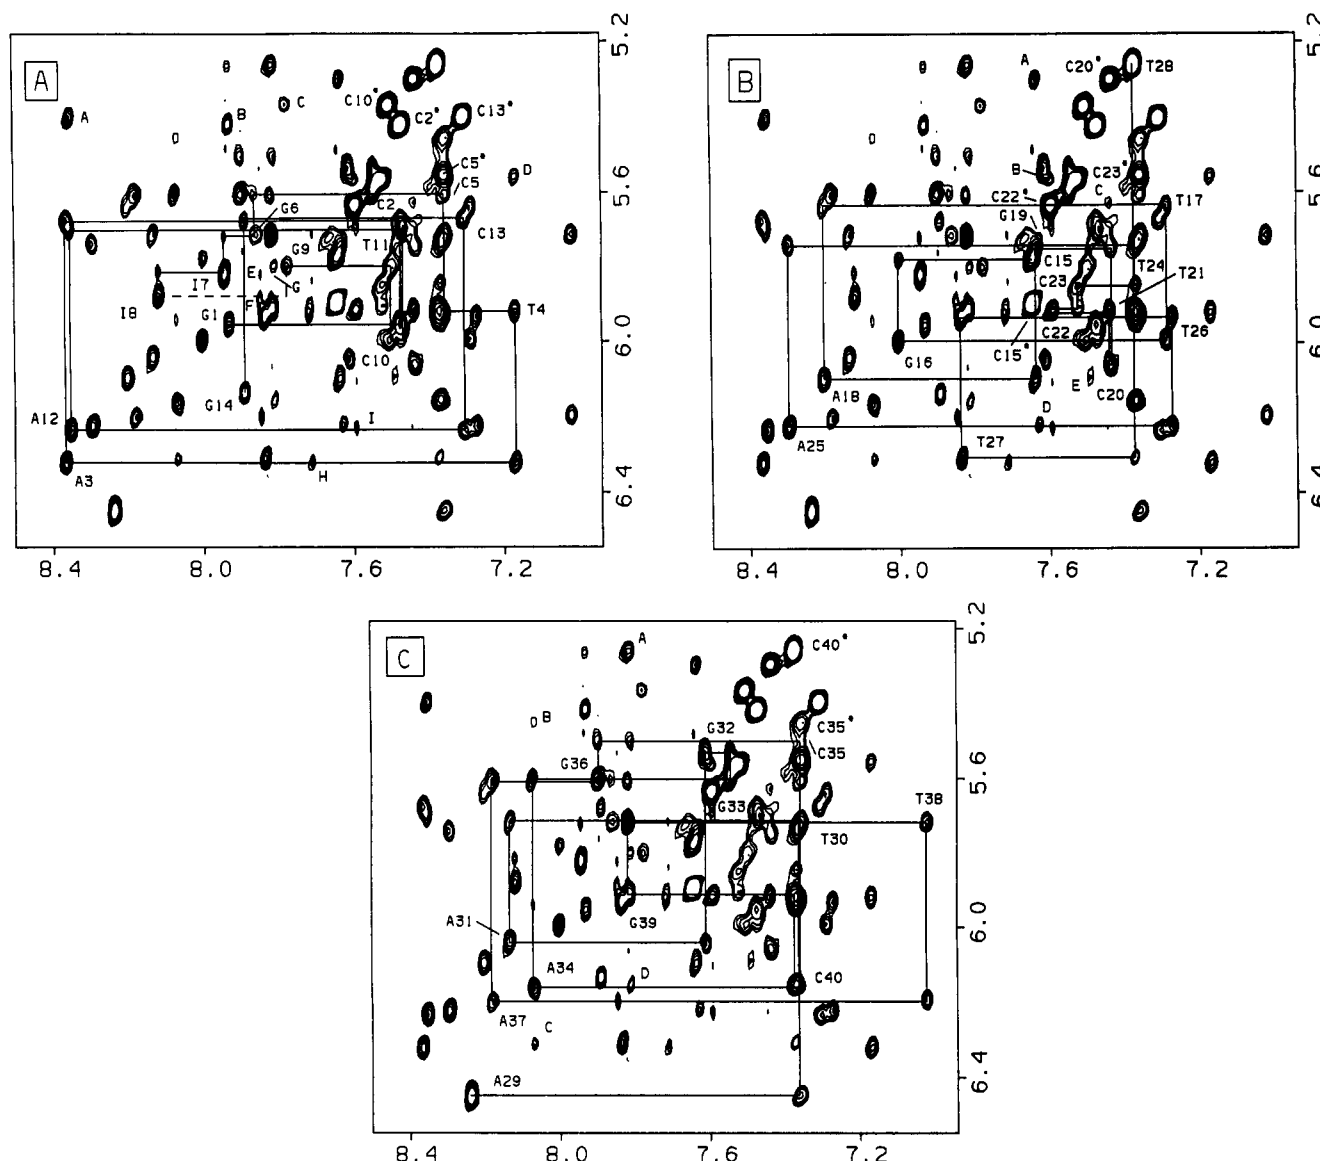 A
A
B
C
C10*
C2*
C13*
C5*
C5
D
C2
G6
C13
T11
G9
E
G
I7
F
I8
G1
T4
C10
G14
A12
I
A3
H
8.4
8.0
7.6
7.2
5.2
5.6
6.0
6.4
B
A
C20*
T28
B
C23*
C
C22*
T17
G19
C15
T24
C23
T21
C22
T26
G16
C15*
E
A18
C20
D
A25
T27
8.4
8.0
7.6
7.2
5.2
5.6
6.0
6.4
C
A
C40*
D
B
G32
C35*
C35
G36
G33
T38
T30
A31
G39
A34
D
C40
A37
C
A29
8.4
8.0
7.6
7.2
5.2
5.6
6.0
6.4